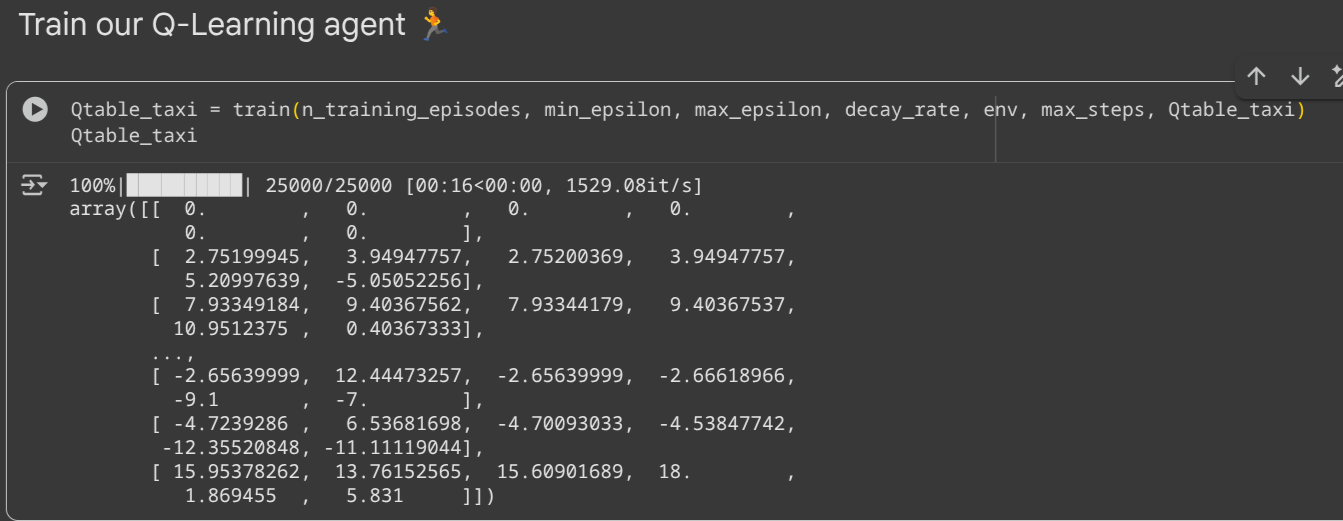 Train our Q-Learning agent 🏃
Qtable_taxi = train(n_training_episodes, min_epsilon, max_epsilon, decay_rate, env, max_steps, Qtable_taxi)
Qtable_taxi
100%|██████████| 25000/25000 [00:16<00:00, 1529.08it/s]
array([[  0.        ,   0.        ,   0.        ,   0.        ,
          0.        ,   0.        ],
       [  2.75199945,   3.94947757,   2.75200369,   3.94947757,
          5.20997639,  -5.05052256],
       [  7.93349184,   9.40367562,   7.93344179,   9.40367537,
         10.9512375 ,   0.40367333],
       ...,
       [ -2.65639999,  12.44473257,  -2.65639999,  -2.66618966,
         -9.1       ,  -7.        ],
       [ -4.7239286 ,   6.53681698,  -4.70093033,  -4.53847742,
        -12.35520848, -11.11119044],
       [ 15.95378262,  13.76152565,  15.60901689,  18.        ,
          1.869455  ,   5.831     ]])